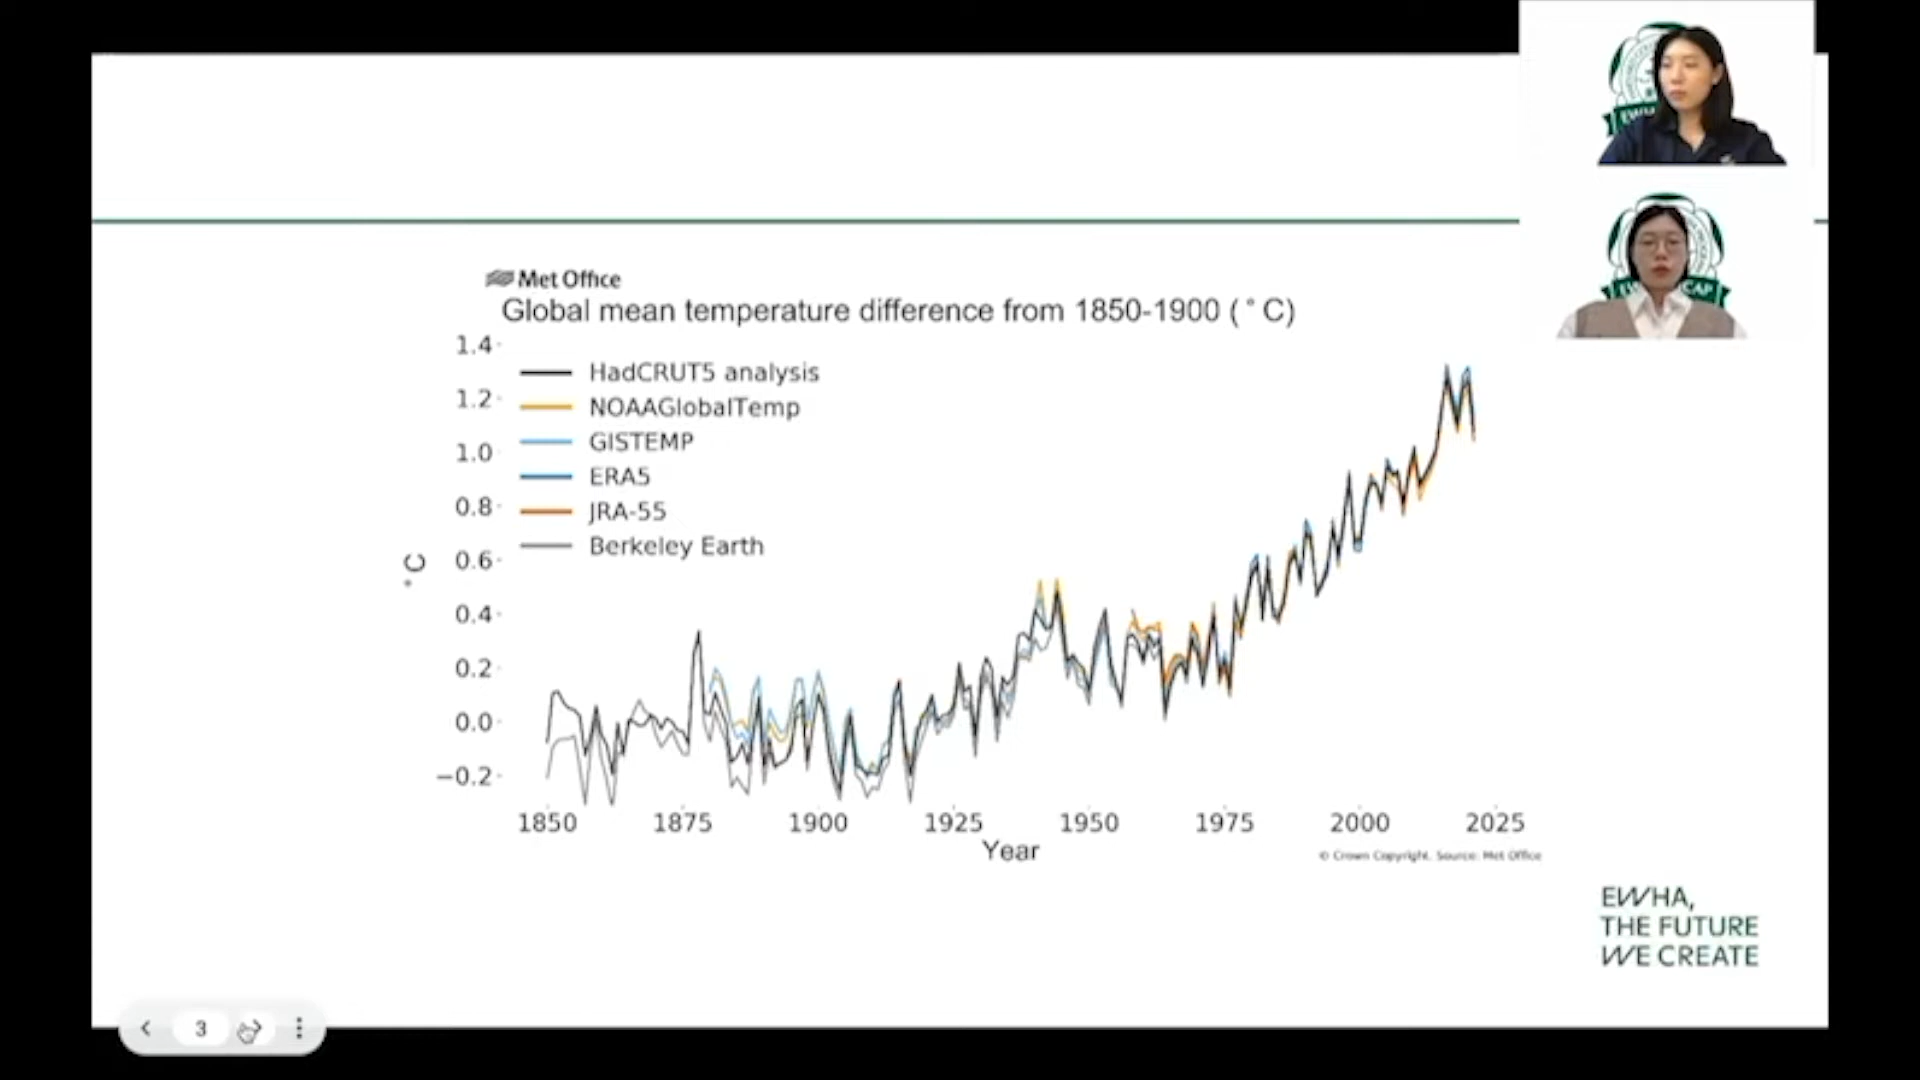 Met Office
Global mean temperature difference from 1850-1900 (°C)
1.4
1.2
1.0
0.8
0.6
0.4
0.2
0.0
−0.2
°C
HadCRUT5 analysis
NOAAGlobalTemp
GISTEMP
ERA5
JRA-55
Berkeley Earth
1850 1875 1900 1925 1950 1975 2000 2025
Year
© Crown Copyright. Source: Met Office
EWHA,
THE FUTURE
WE CREATE
3
CAP